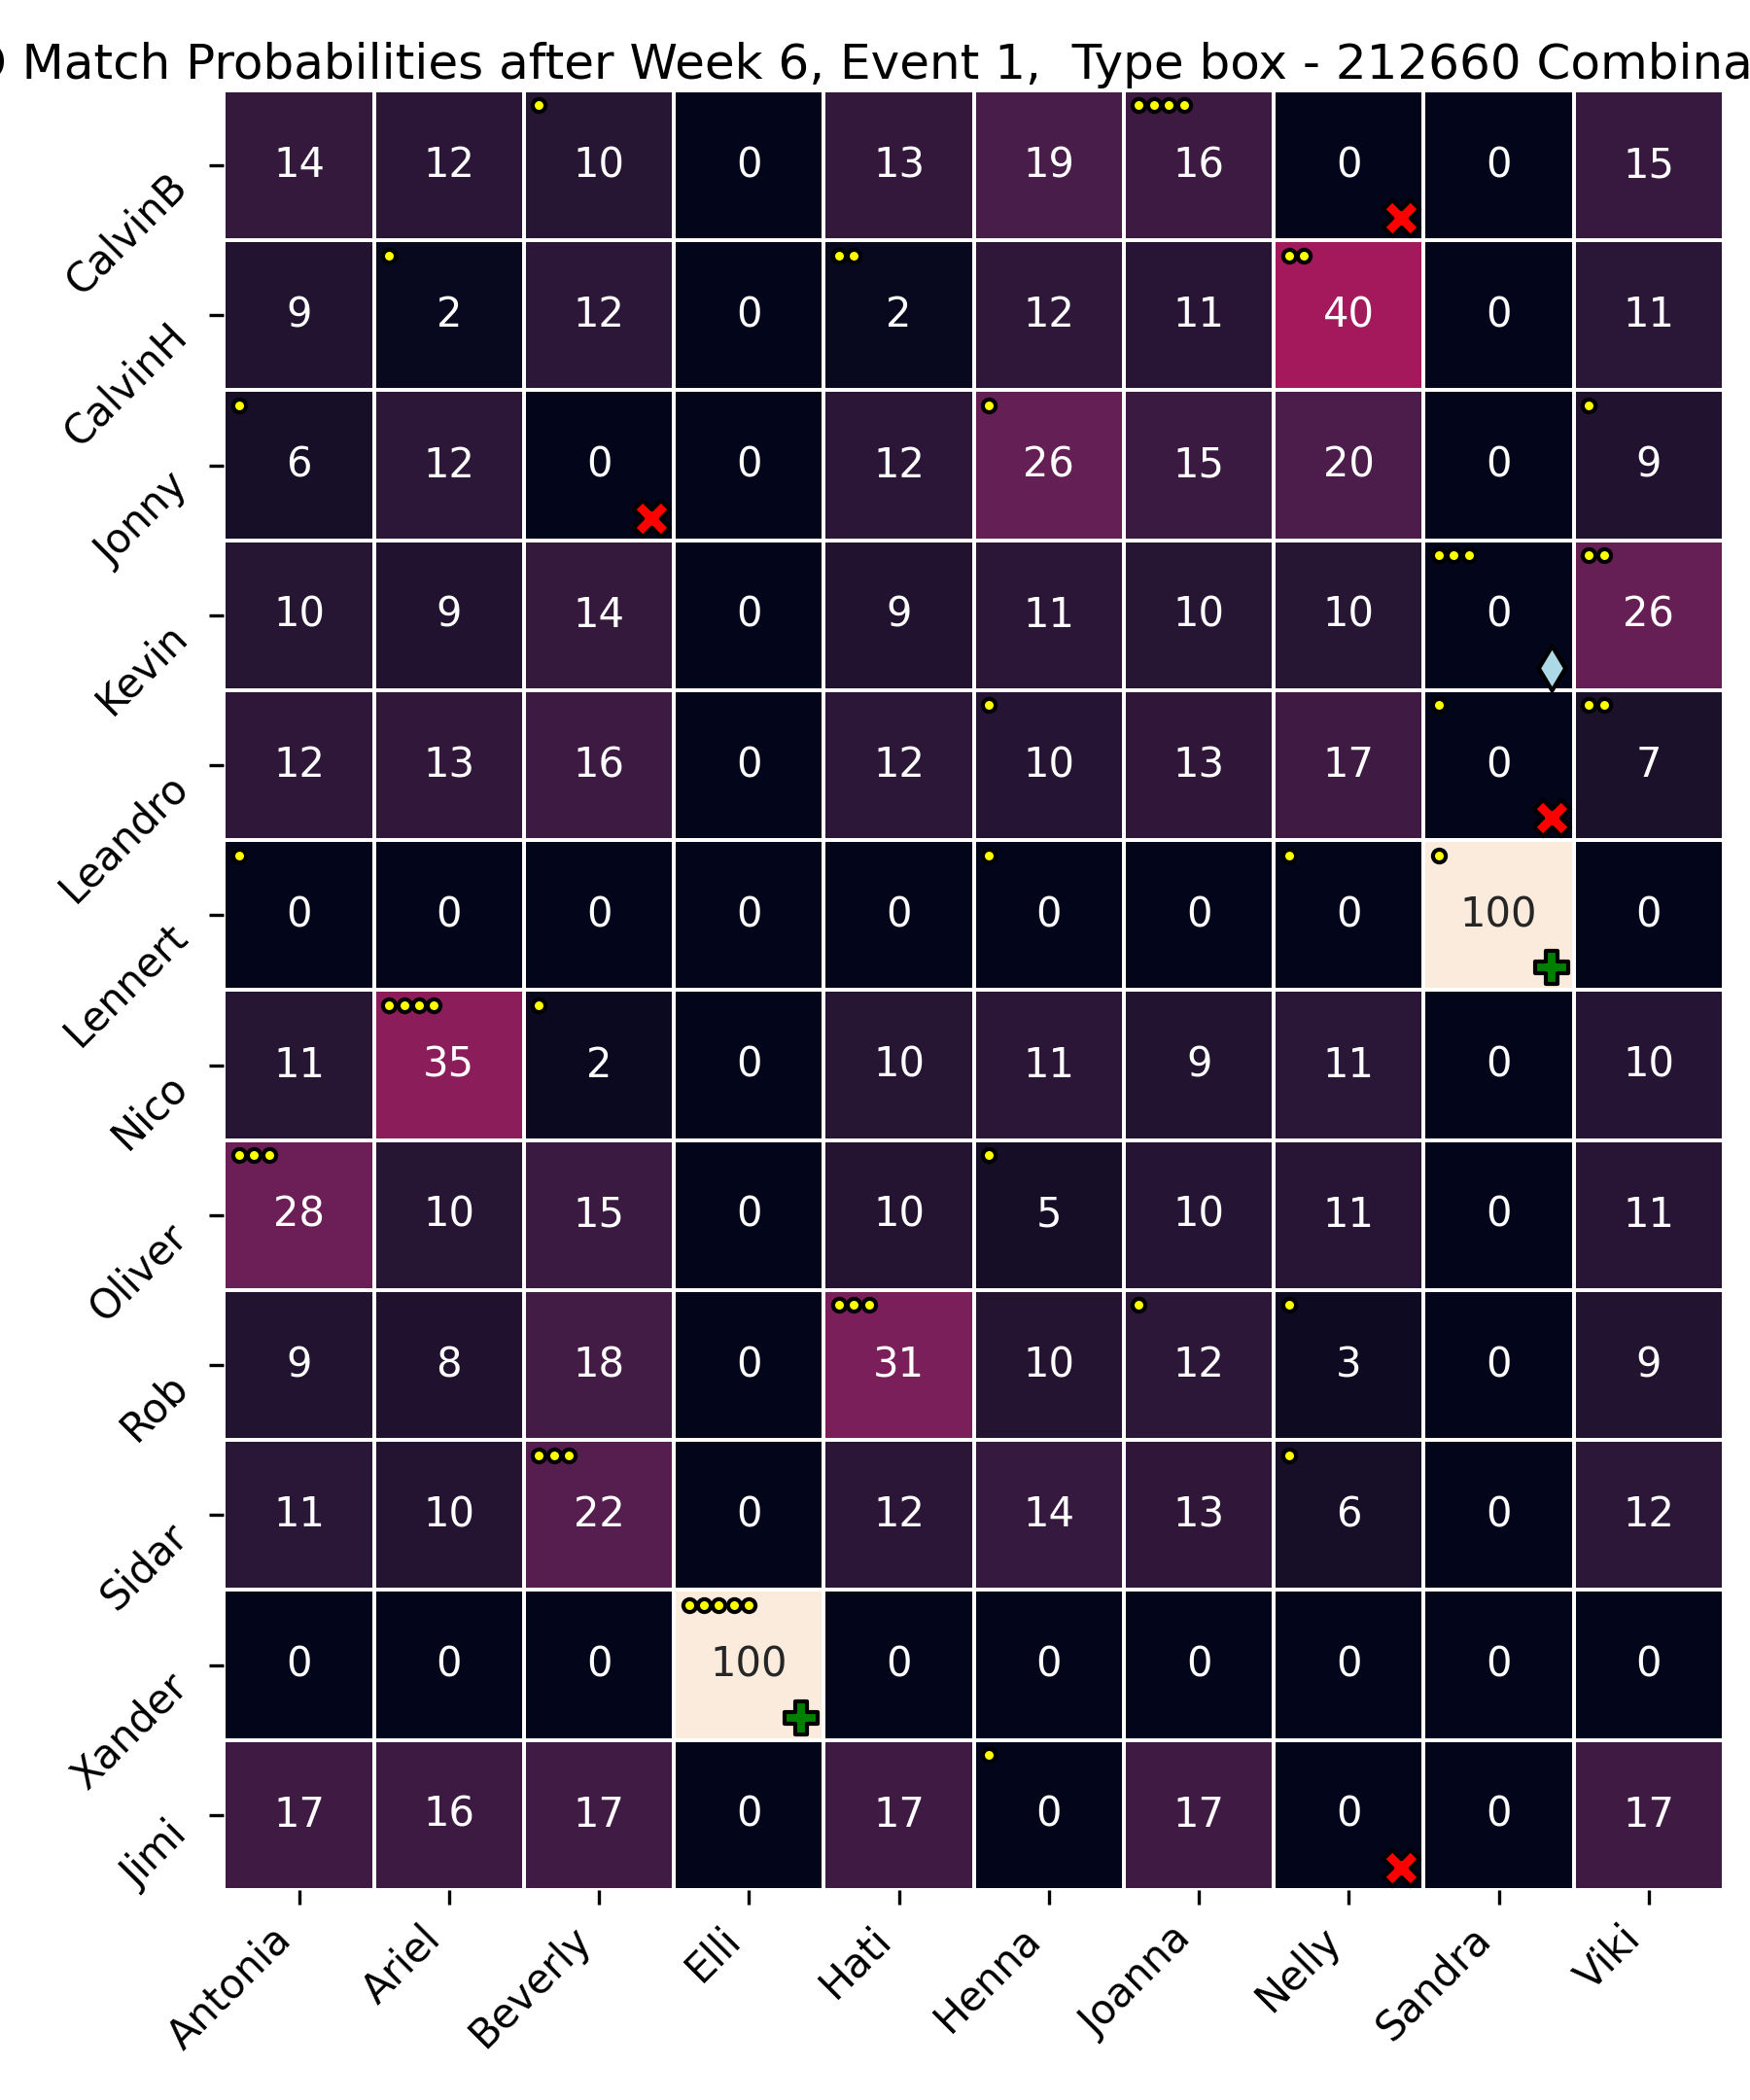 Match Probabilities after Week 6, Event 1, Type box - 212660 Combina
CalvinB 14 12 10 0 13 19 16 0 0 15
CalvinH 9 2 12 0 2 12 11 40 0 11
Jonny 6 12 0 0 12 26 15 20 0 9
Kevin 10 9 14 0 9 11 10 10 0 26
Leandro 12 13 16 0 12 10 13 17 0 7
Lennert 0 0 0 0 0 0 0 0 100 0
Nico 11 35 2 0 10 11 9 11 0 10
Oliver 28 10 15 0 10 5 10 11 0 11
Rob 9 8 18 0 31 10 12 3 0 9
Sidar 11 10 22 0 12 14 13 6 0 12
Xander 0 0 0 100 0 0 0 0 0 0
Jimi 17 16 17 0 17 0 17 0 0 17
Antonia Ariel Beverly Elli Hati Henna Joanna Nelly Sandra Viki